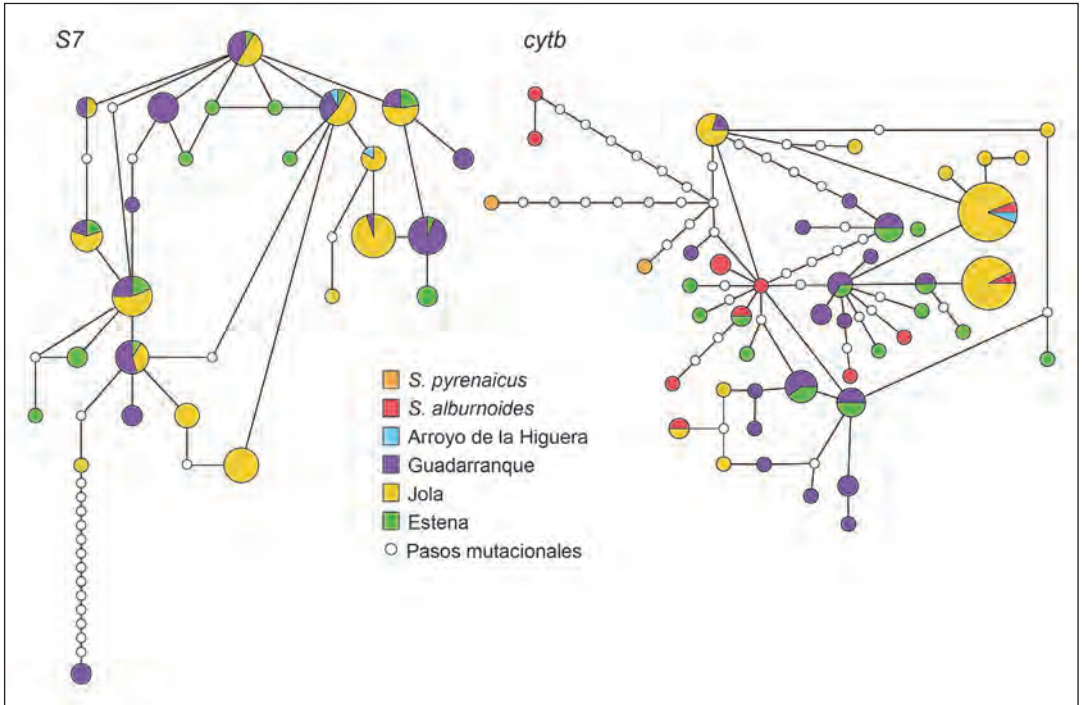 S7
cytb
S. pyrenaicus
S. alburnoides
Arroyo de la Higuera
Guadarranque
Jola
Estena
Pasos mutacionales